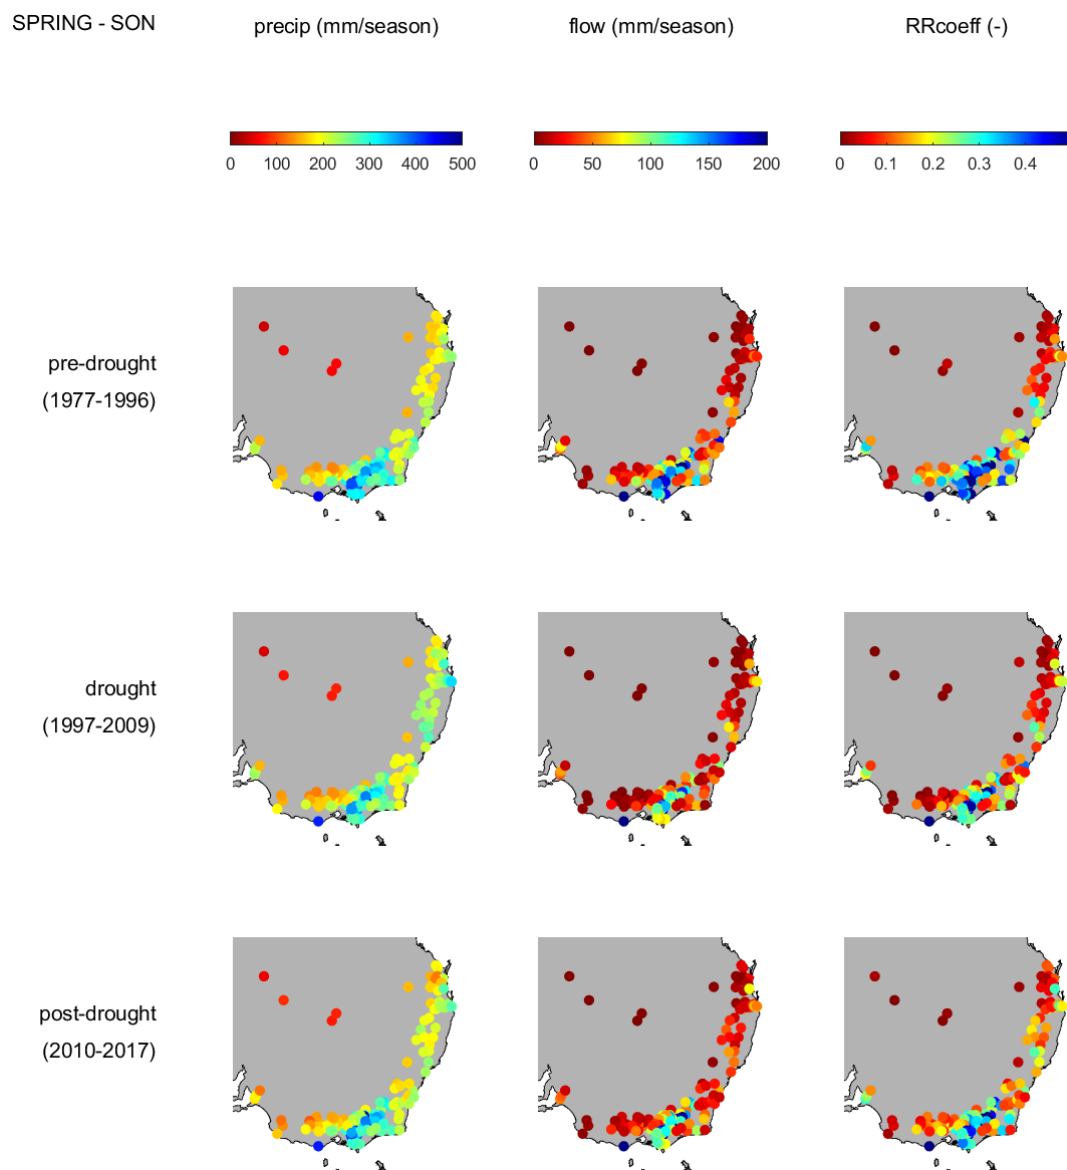 SPRING - SON
precip (mm/season)
flow (mm/season)
RRcoeff (-)
0 100 200 300 400 500
0 50 100 150 200
0 0.1 0.2 0.3 0.4
pre-drought
(1977-1996)
drought
(1997-2009)
post-drought
(2010-2017)